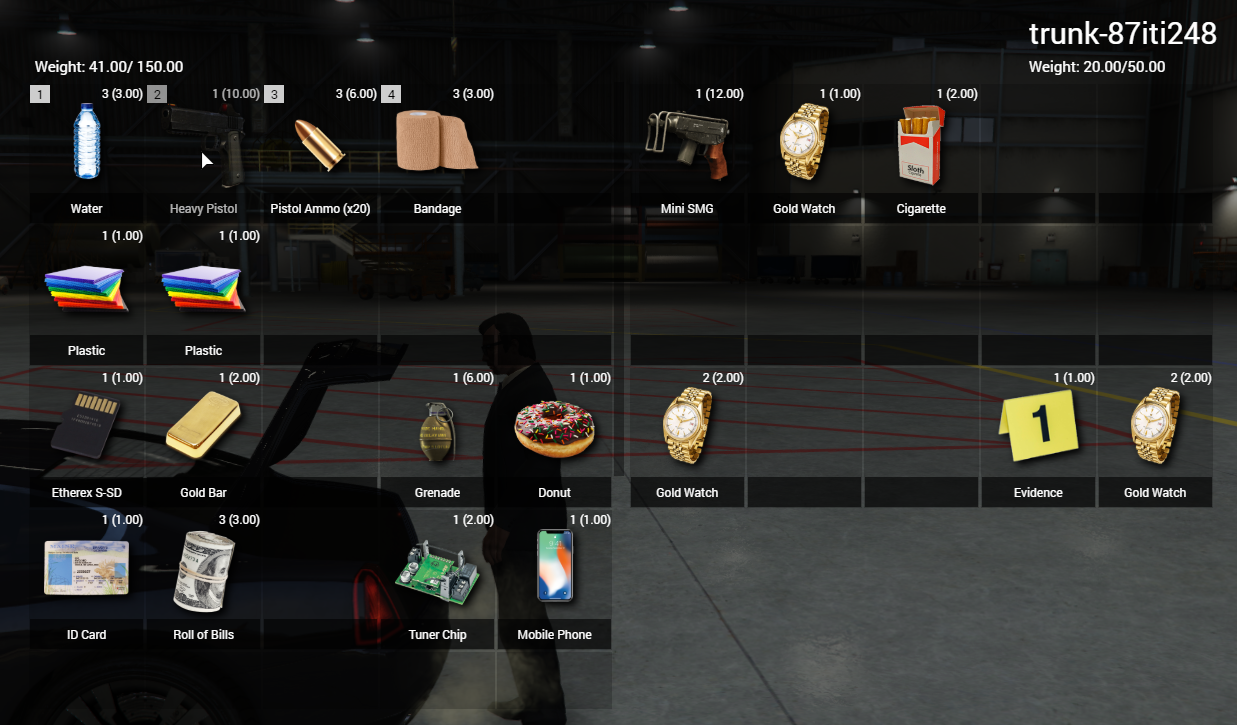 trunk-87iti248
Weight: 41.00/ 150.00
Weight: 20.00/50.00
1 3 (3.00) 2 1 (10.00) 3 3 (6.00) 4 3 (3.00)
Water Heavy Pistol Pistol Ammo (x20) Bandage
1 (12.00) 1 (1.00) 1 (2.00)
Sloth
Mini SMG Gold Watch Cigarette
1 (1.00) 1 (1.00)
Plastic Plastic
1 (1.00) 1 (2.00) 1 (6.00) 1 (1.00)
Etherex S-SD Gold Bar Grenade Donut
2 (2.00) 1 (1.00) 2 (2.00)
1
Gold Watch Evidence Gold Watch
1 (1.00) 3 (3.00) 1 (2.00) 1 (1.00)
ID Card Roll of Bills Tuner Chip Mobile Phone